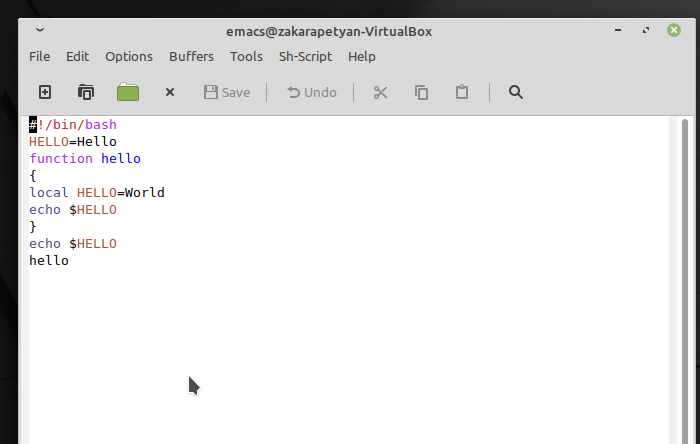 emacs@zakarapetyan-VirtualBox
File Edit Options Buffers Tools Sh-Script Help
Save Undo
#!/bin/bash
HELLO=Hello
function hello
{
local HELLO=World
echo $HELLO
}
echo $HELLO
hello